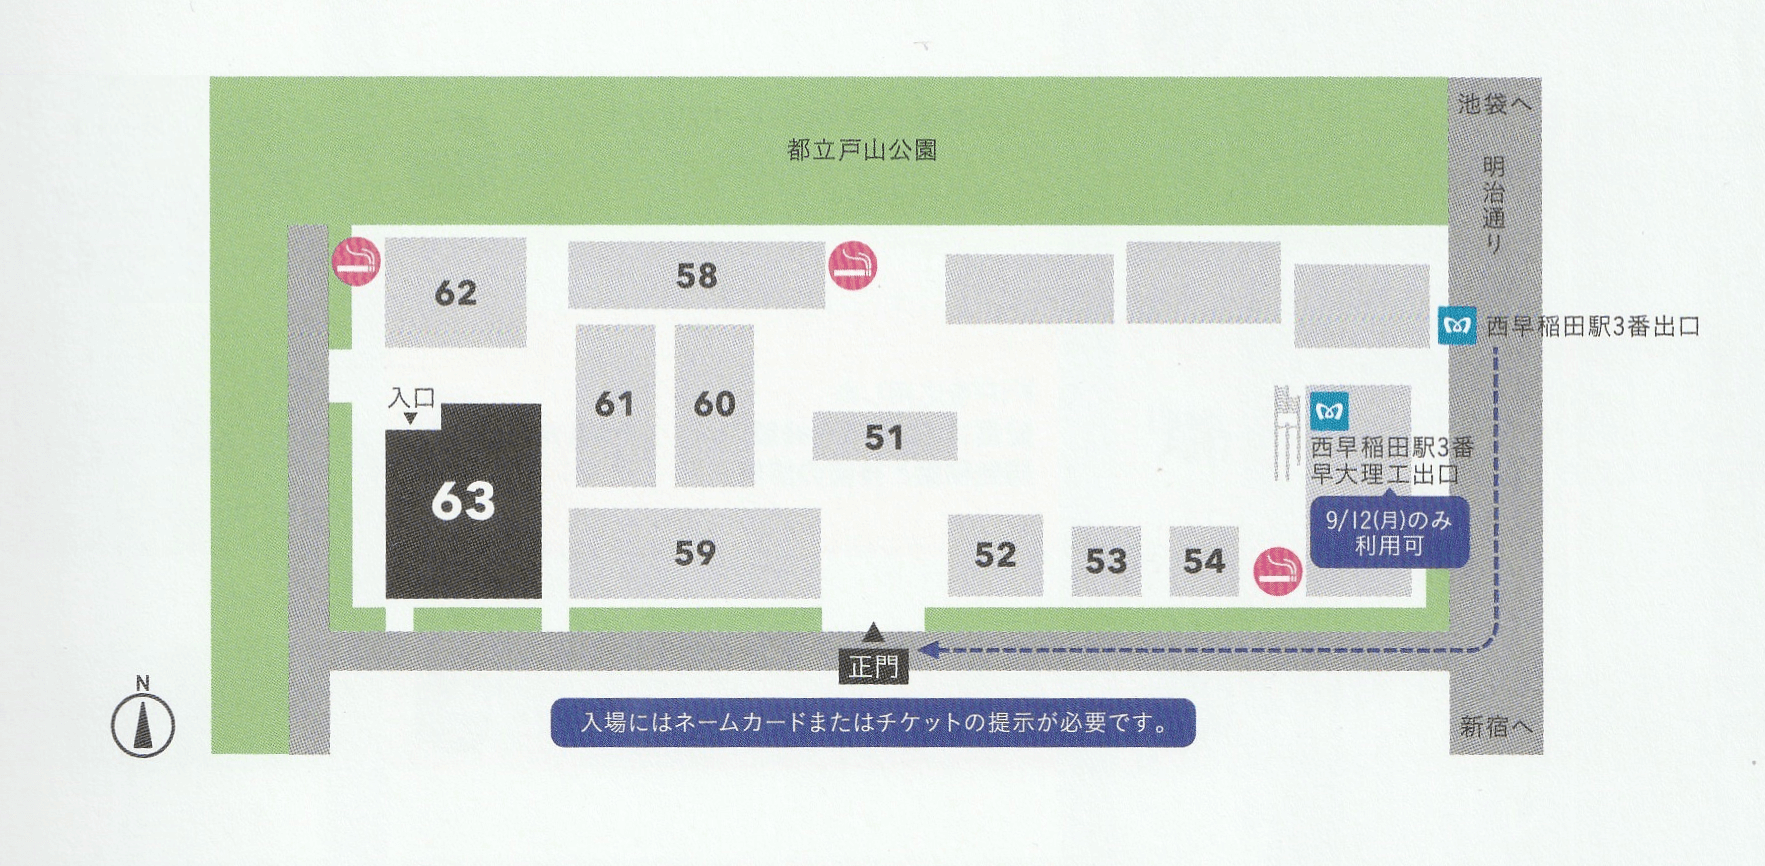 池袋へ
都立戸山公園
明治通り
62
58
西早稲田駅3番出口
入口
61
60
51
西早稲田駅3番
早大理工出口
63
9/12(月)のみ
利用可
59
52
53
54
正門
N
入場にはネームカードまたはチケットの提示が必要です。
新宿へ